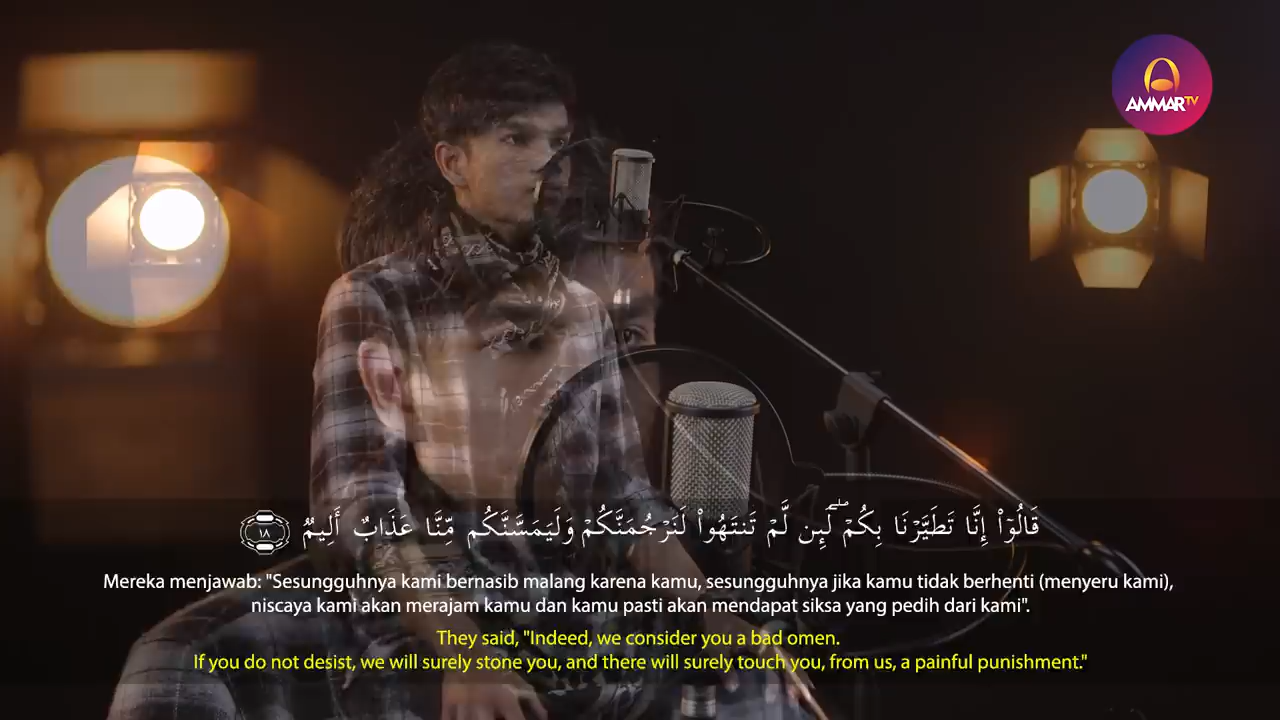 AMMARTV
قَالُوٓا۟ إِنَّا تَطَيَّرْنَا بِكُمْ ۖ لَئِن لَّمْ تَنتَهُوا۟ لَنَرْجُمَنَّكُمْ وَلَيَمَسَّنَّكُم مِّنَّا عَذَابٌ أَلِيمٌ ١٨
Mereka menjawab: "Sesungguhnya kami bernasib malang karena kamu, sesungguhnya jika kamu tidak berhenti (menyeru kami),
niscaya kami akan merajam kamu dan kamu pasti akan mendapat siksa yang pedih dari kami".
They said, "Indeed, we consider you a bad omen.
If you do not desist, we will surely stone you, and there will surely touch you, from us, a painful punishment."